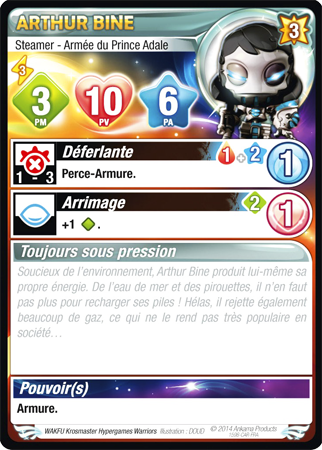 ARTHUR BINE
3
Steamer - Armée du Prince Adale
3
3 PM
10 PV
6 PA
Déferlante
1 + 2
1
1 - 3
Perce-Armure.
Arrimage
2
1
+1 .
Toujours sous pression
Soucieux de l'environnement, Arthur Bine produit lui-même sa
propre énergie. De l'eau de mer et des pirouettes, il n'en faut
pas plus pour recharger ses piles ! Hélas, il rejette également
beaucoup de gaz, ce qui ne le rend pas très populaire en
société…
Pouvoir(s)
Armure.
WAKFU Krosmaster Hypergames Warriors Illustration : DOUD
© 2014 Ankama Products